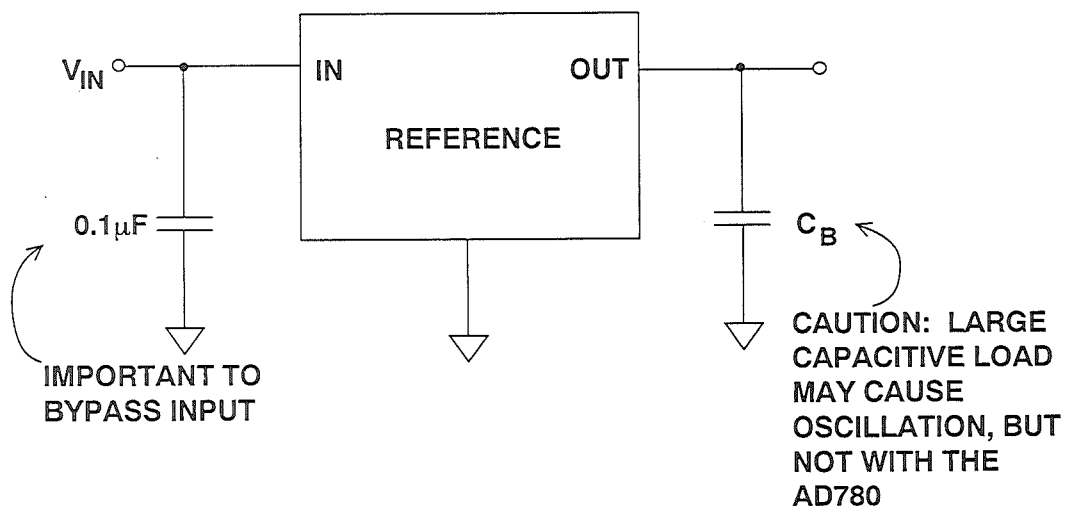 V_IN
IN
OUT
REFERENCE
0.1µF
C_B
IMPORTANT TO
BYPASS INPUT
CAUTION: LARGE
CAPACITIVE LOAD
MAY CAUSE
OSCILLATION, BUT
NOT WITH THE
AD780